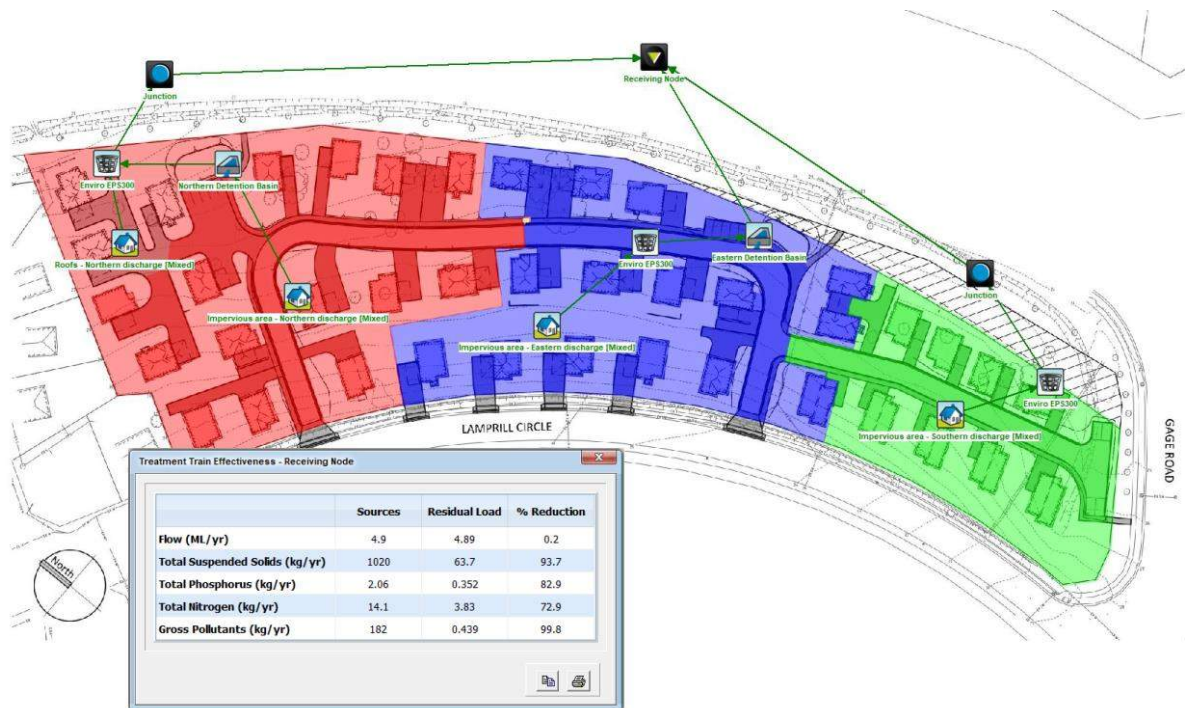 Junction
Receiving Node
Enviro EPS300
Northern Detention Basin
Roofs - Northern discharge [Mixed]
Enviro EPS300
Eastern Detention Basin
Junction
Impervious area - Northern discharge [Mixed]
Impervious area - Eastern discharge [Mixed]
Enviro EPS300
Impervious area - Southern discharge [Mixed]
LAMPRILL CIRCLE
GAGE ROAD
North
Treatment Train Effectiveness - Receiving Node
Sources Residual Load % Reduction
Flow (ML/yr) 4.9 4.89 0.2
Total Suspended Solids (kg/yr) 1020 63.7 93.7
Total Phosphorus (kg/yr) 2.06 0.352 82.9
Total Nitrogen (kg/yr) 14.1 3.83 72.9
Gross Pollutants (kg/yr) 182 0.439 99.8